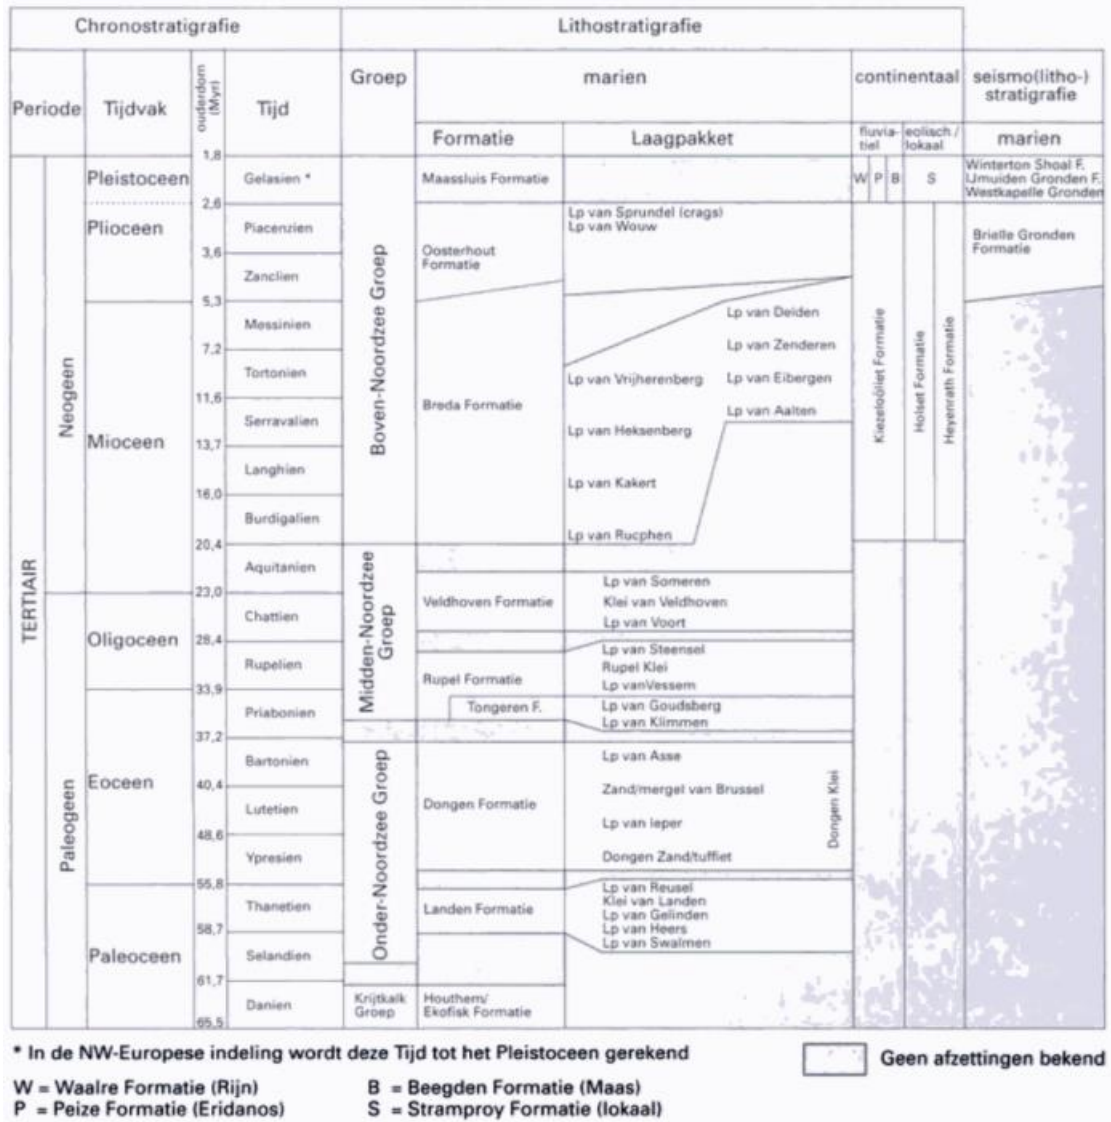 Chronostratigrafie
Lithostratigrafie
Periode
Tijdvak
ouderdom
(Myr)
Tijd
Groep
marien
continentaal
seismo(litho-)
stratigrafie
Formatie
Laagpakket
fluvia-
tiel
eolisch /
lokaal
marien
TERTIAIR
Neogeen
Paleogeen
Pleistoceen
Plioceen
Mioceen
Oligoceen
Eoceen
Paleoceen
1,8
2,6
3,6
5,3
7,2
11,6
13,7
16,0
20,4
23,0
28,4
33,9
37,2
40,4
48,6
55,8
58,7
61,7
65,5
Gelasien *
Piacenzien
Zanclien
Messinien
Tortonien
Serravalien
Langhien
Burdigalien
Aquitanien
Chattien
Rupelien
Priabonien
Bartonien
Lutetien
Ypresien
Thanetien
Selandien
Danien
Boven-Noordzee Groep
Midden-Noordzee
Groep
Onder-Noordzee Groep
Krijtkalk
Groep
Maassluis Formatie
Oosterhout
Formatie
Breda Formatie
Veldhoven Formatie
Rupel Formatie
Tongeren F.
Dongen Formatie
Landen Formatie
Houthem/
Ekofisk Formatie
Lp van Sprundel (crags)
Lp van Wouw
Lp van Delden
Lp van Zenderen
Lp van Vrijherenberg
Lp van Eibergen
Lp van Aalten
Lp van Heksenberg
Lp van Kakert
Lp van Rucphen
Lp van Someren
Klei van Veldhoven
Lp van Voort
Lp van Steensel
Rupel Klei
Lp vanVessem
Lp van Goudsberg
Lp van Klimmen
Lp van Asse
Zand/mergel van Brussel
Lp van Ieper
Dongen Zand/tuffiet
Dongen Klei
Lp van Reusel
Klei van Landen
Lp van Gelinden
Lp van Heers
Lp van Swalmen
W P B S
Kiezeloöliet Formatie
Holset Formatie
Heyenrath Formatie
Winterton Shoal F.
IJmuiden Gronden F.
Westkapelle Gronden
Brielle Gronden
Formatie
* In de NW-Europese indeling wordt deze Tijd tot het Pleistoceen gerekend
Geen afzettingen bekend
W = Waalre Formatie (Rijn)
B = Beegden Formatie (Maas)
P = Peize Formatie (Eridanos)
S = Stramproy Formatie (lokaal)